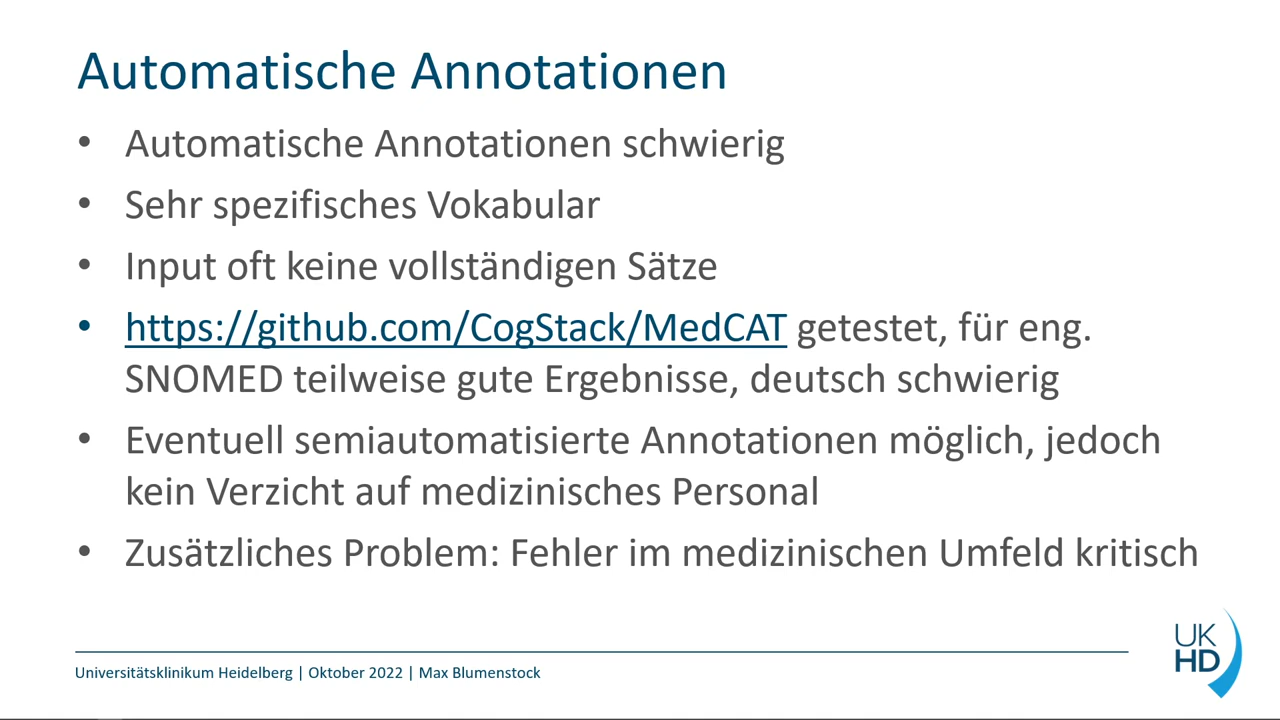 Automatische Annotationen
• Automatische Annotationen schwierig
• Sehr spezifisches Vokabular
• Input oft keine vollständigen Sätze
• https://github.com/CogStack/MedCAT getestet, für eng.
SNOMED teilweise gute Ergebnisse, deutsch schwierig
• Eventuell semiautomatisierte Annotationen möglich, jedoch
kein Verzicht auf medizinisches Personal
• Zusätzliches Problem: Fehler im medizinischen Umfeld kritisch
Universitätsklinikum Heidelberg | Oktober 2022 | Max Blumenstock
UK
HD